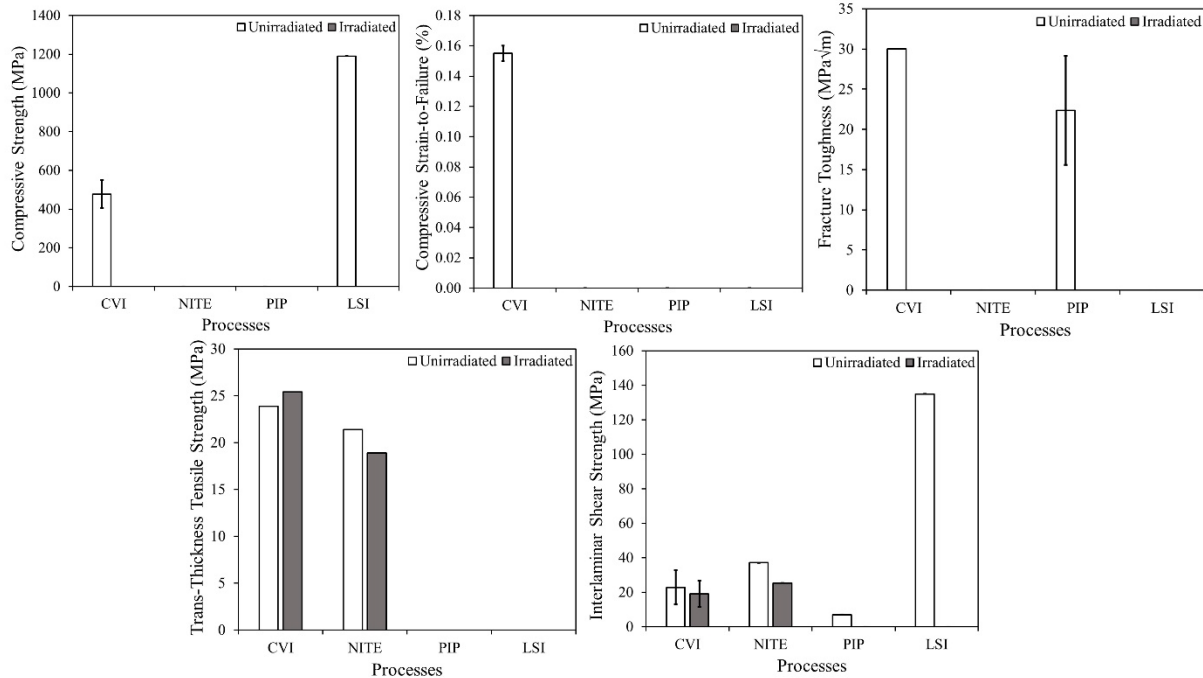 Compressive Strength (MPa)
1400
1200
1000
800
600
400
200
0
Unirradiated Irradiated
CVI NITE PIP LSI
Processes
Compressive Strain-to-Failure (%)
0.18
0.16
0.14
0.12
0.10
0.08
0.06
0.04
0.02
0.00
Unirradiated Irradiated
CVI NITE PIP LSI
Processes
Fracture Toughness (MPa√m)
35
30
25
20
15
10
5
0
Unirradiated Irradiated
CVI NITE PIP LSI
Processes
Trans-Thickness Tensile Strength (MPa)
30
25
20
15
10
5
0
Unirradiated Irradiated
CVI NITE PIP LSI
Processes
Interlaminar Shear Strength (MPa)
160
140
120
100
80
60
40
20
0
Unirradiated Irradiated
CVI NITE PIP LSI
Processes